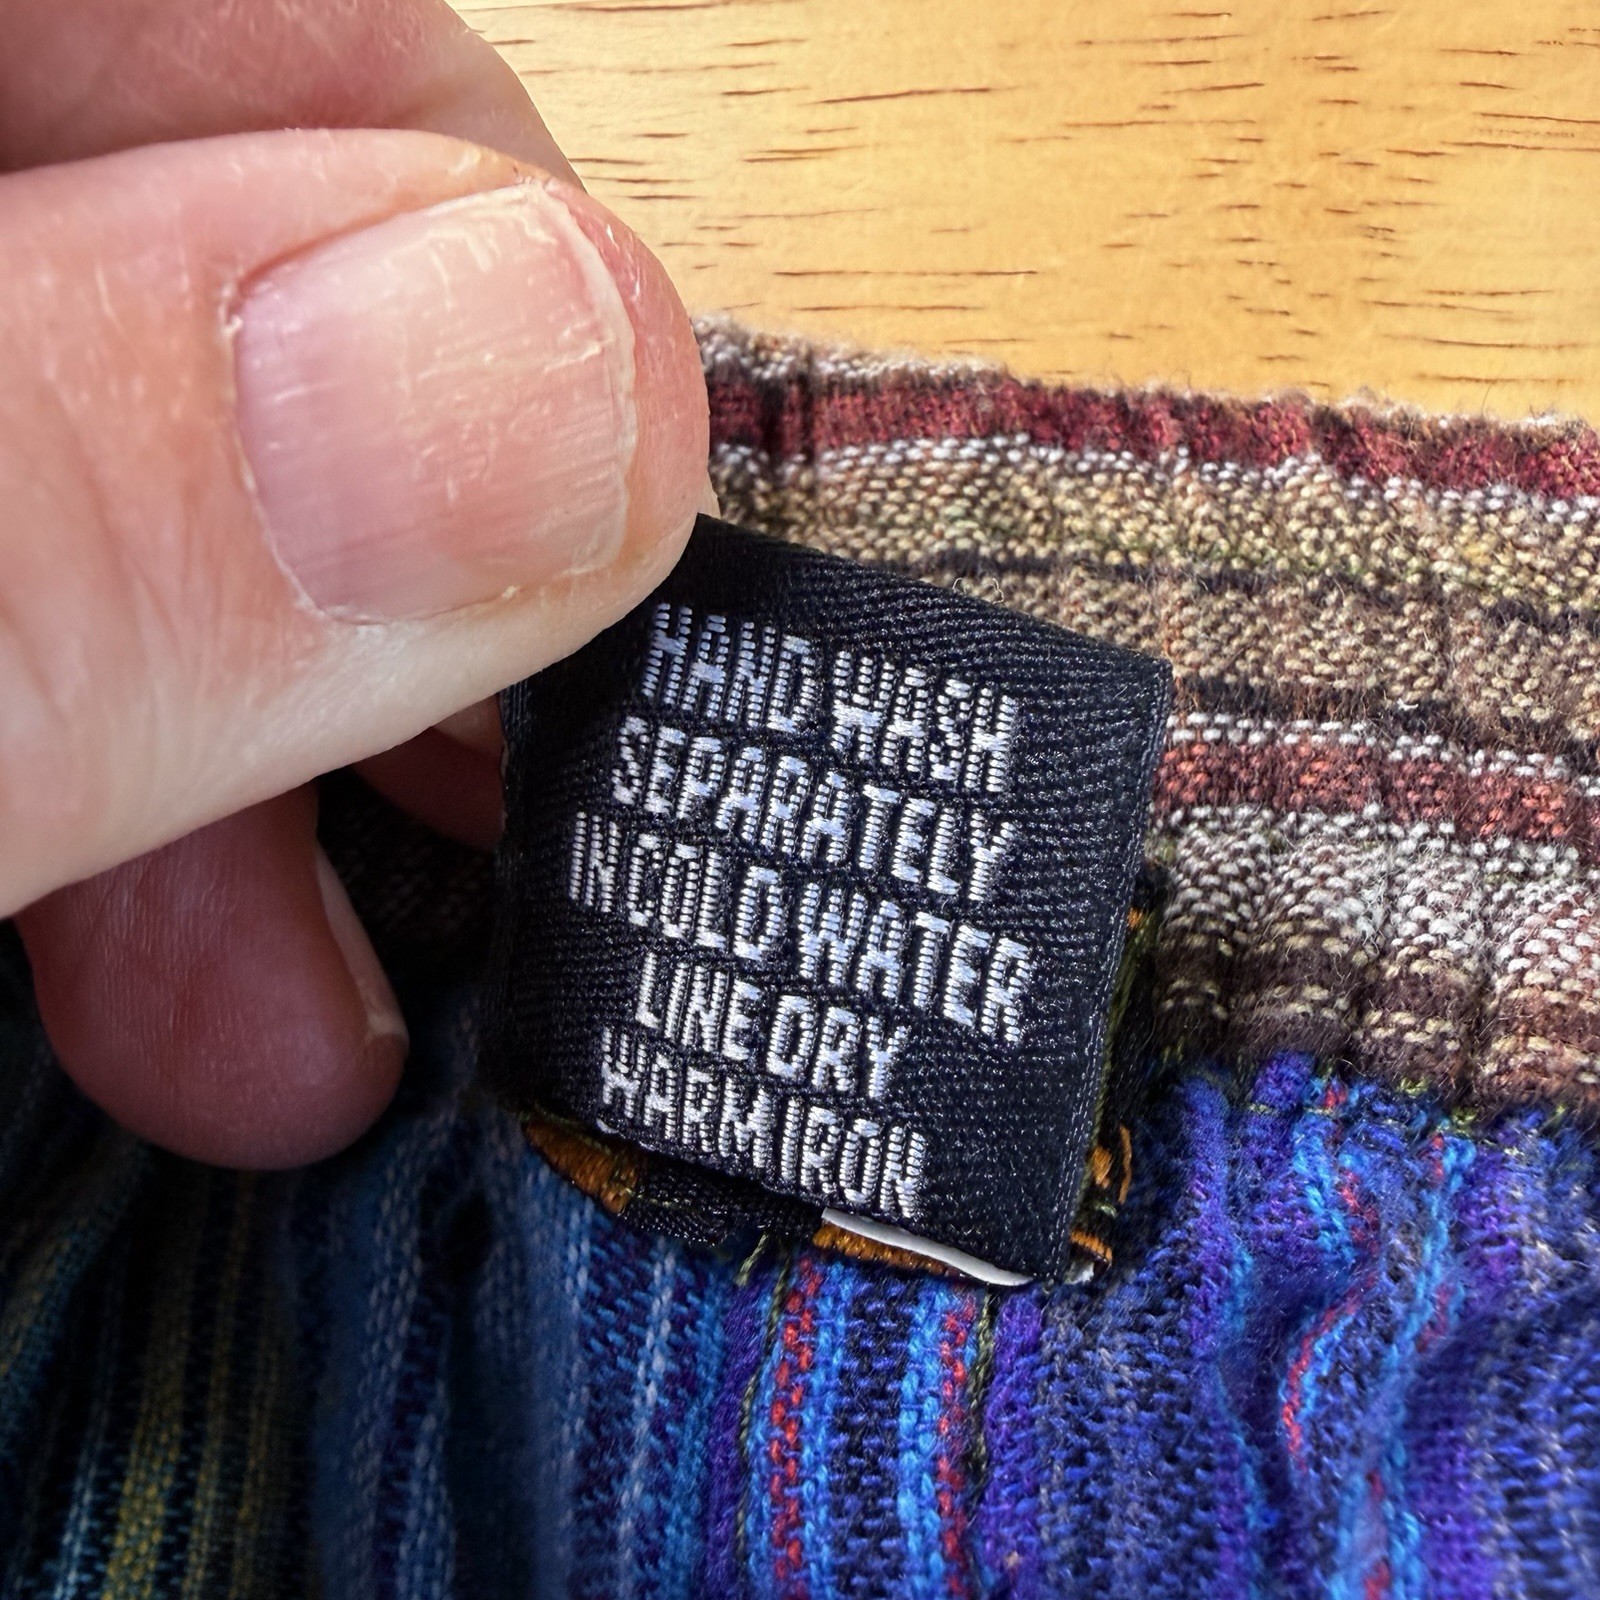 HAND WASH
SEPARATELY
IN COLD WATER
LINE DRY
WARM IRON